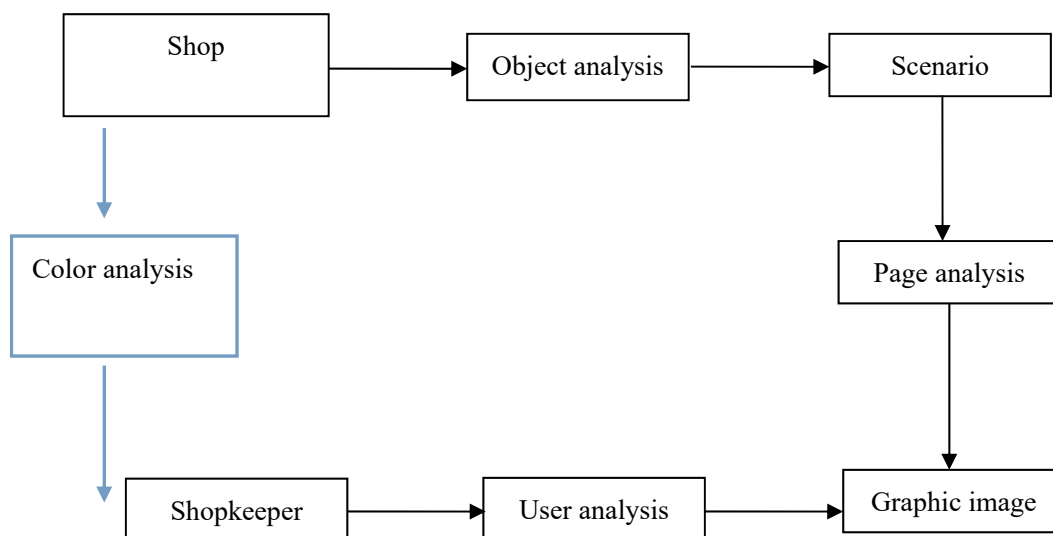 Shop
Object analysis
Scenario
Color analysis
Page analysis
Shopkeeper
User analysis
Graphic image